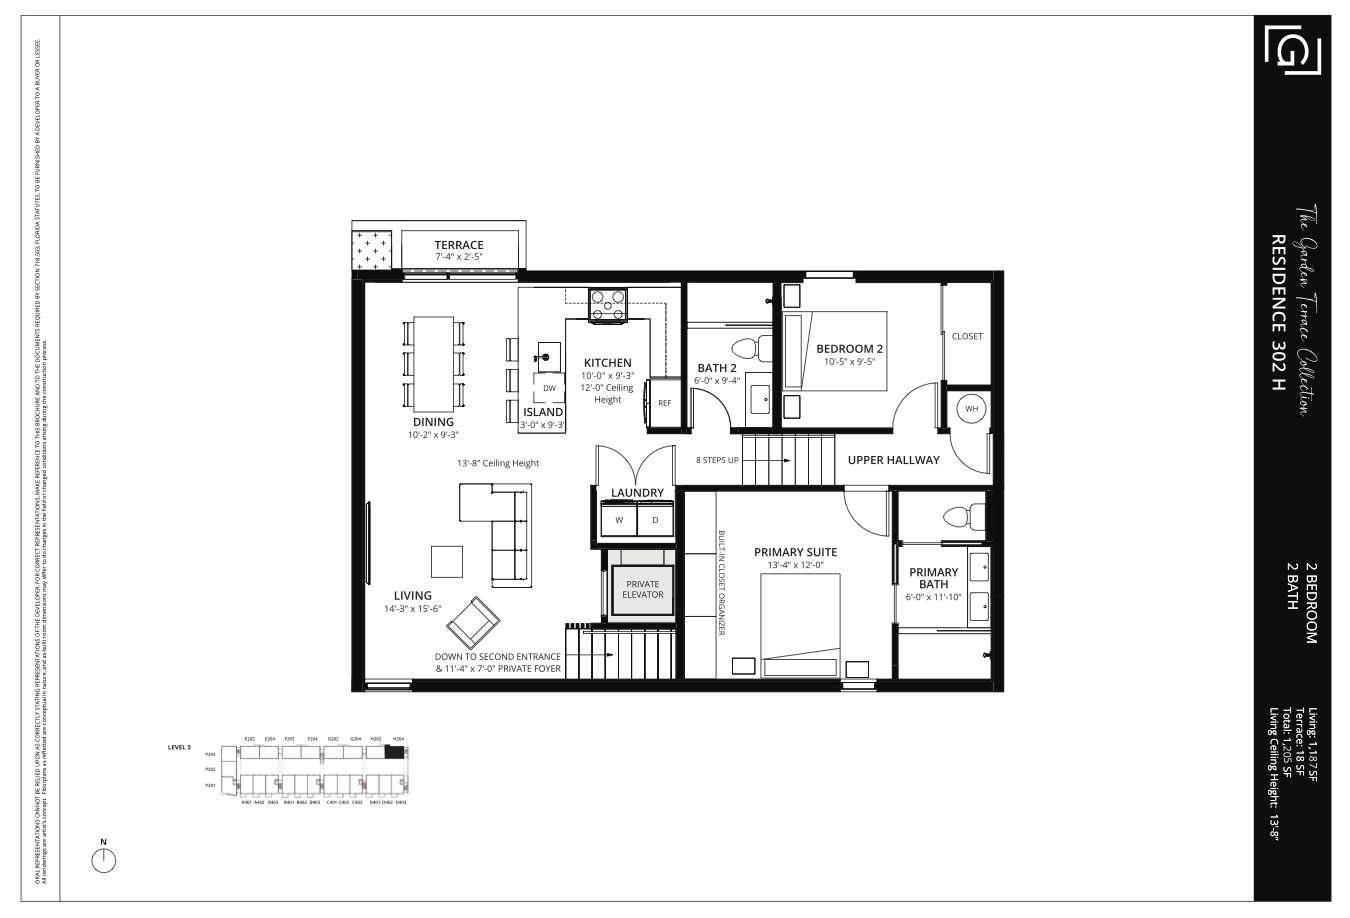 ORAL REPRESENTATIONS CANNOT BE RELIED UPON AS CORRECTLY STATING REPRESENTATIONS OF THE DEVELOPER, FOR CORRECT REPRESENTATIONS, MAKE REFERENCE TO THIS BROCHURE AND TO THE DOCUMENTS REQUIRED BY SECTION 718.503, FLORIDA STATUTES, TO BE FURNISHED BY A DEVELOPER TO A BUYER OR LESSEE.
All renderings are artist's concept. Floorplans as reflected are conceptual in nature, and as-built room dimensions may differ to do changes in the field or changed conditions arising during the construction process.
TERRACE
7'-4" x 2'-5"
DINING
10'-2" x 9'-3"
KITCHEN
10'-0" x 9'-3"
12'-0" Ceiling
Height
DW
ISLAND
3'-0" x 9'-3"
REF
BATH 2
6'-0" x 9'-4"
BEDROOM 2
10'-5" x 9'-5"
CLOSET
WH
13'-8" Ceiling Height
8 STEPS UP
UPPER HALLWAY
LAUNDRY
W
D
PRIVATE
ELEVATOR
BUILT-IN CLOSET ORGANIZER
PRIMARY SUITE
13'-4" x 12'-0"
PRIMARY
BATH
6'-0" x 11'-10"
LIVING
14'-3" x 15'-6"
DOWN TO SECOND ENTRANCE
& 11'-4" x 7'-0" PRIVATE FOYER
LEVEL 3
E202 E204 F202 F204 G202 G204 H202 H204
P203
P202
P201
A401 A402 A403 B401 B402 B403 C401 C402 C403 D401 D402 D403
N
G
The Garden Terrace Collection
RESIDENCE 302 H
2 BEDROOM
2 BATH
Living: 1,187 SF
Terrace: 18 SF
Total: 1,205 SF
Living Ceiling Height: 13'-8"